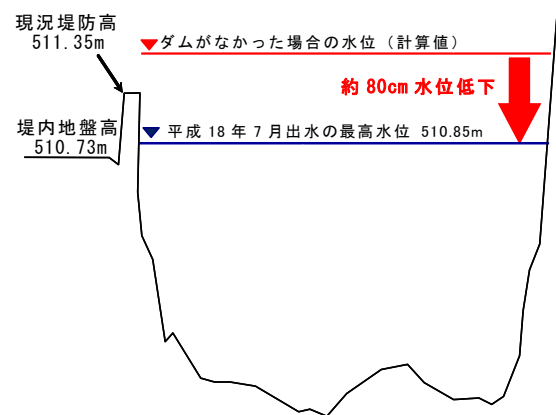 現況堤防高
511.35m
ダムがなかった場合の水位（計算値）
約 80cm 水位低下
堤内地盤高
510.73m
平成 18 年 7 月出水の最高水位 510.85m